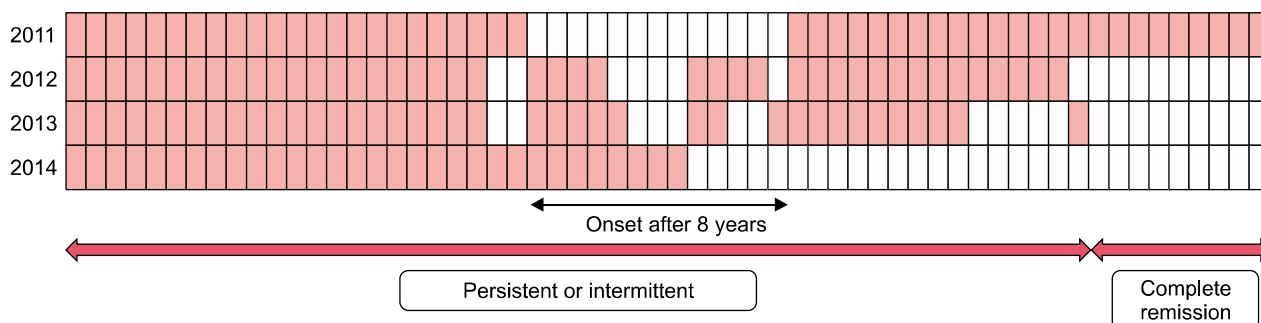 2011
2012
2013
2014
Onset after 8 years
Persistent or intermittent
Complete
remission